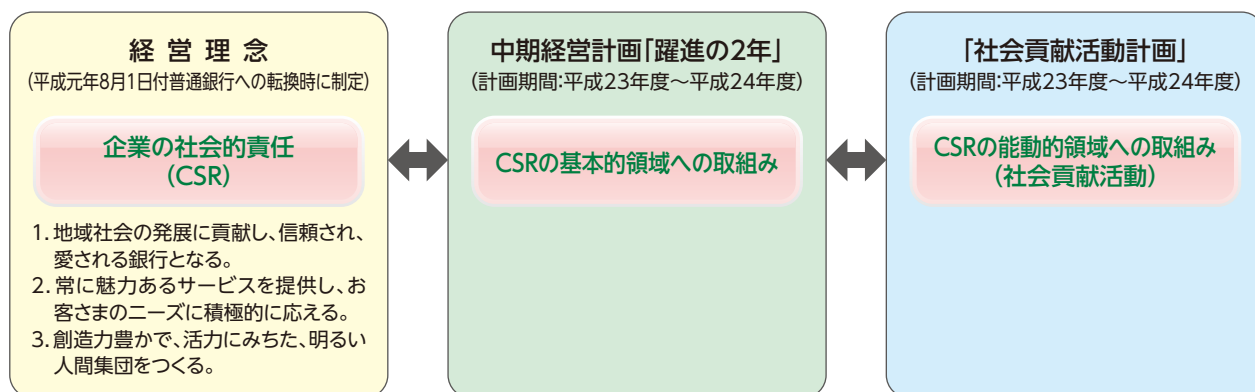 経営理念
(平成元年8月1日付普通銀行への転換時に制定)
企業の社会的責任
(CSR)
1. 地域社会の発展に貢献し、信頼され、
愛される銀行となる。
2. 常に魅力あるサービスを提供し、お
客さまのニーズに積極的に応える。
3. 創造力豊かで、活力にみちた、明るい
人間集団をつくる。
中期経営計画「躍進の2年」
(計画期間:平成23年度～平成24年度)
CSRの基本的領域への取組み
「社会貢献活動計画」
(計画期間:平成23年度～平成24年度)
CSRの能動的領域への取組み
(社会貢献活動)